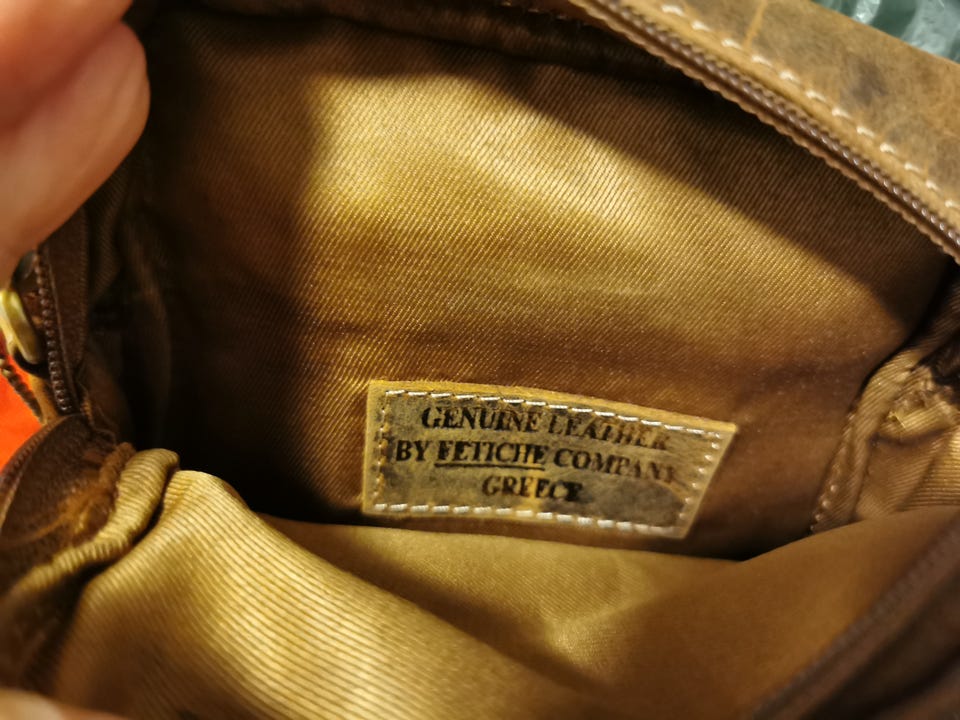 GENUINE LEATHER
BY FETICHE COMPANY
GREECE